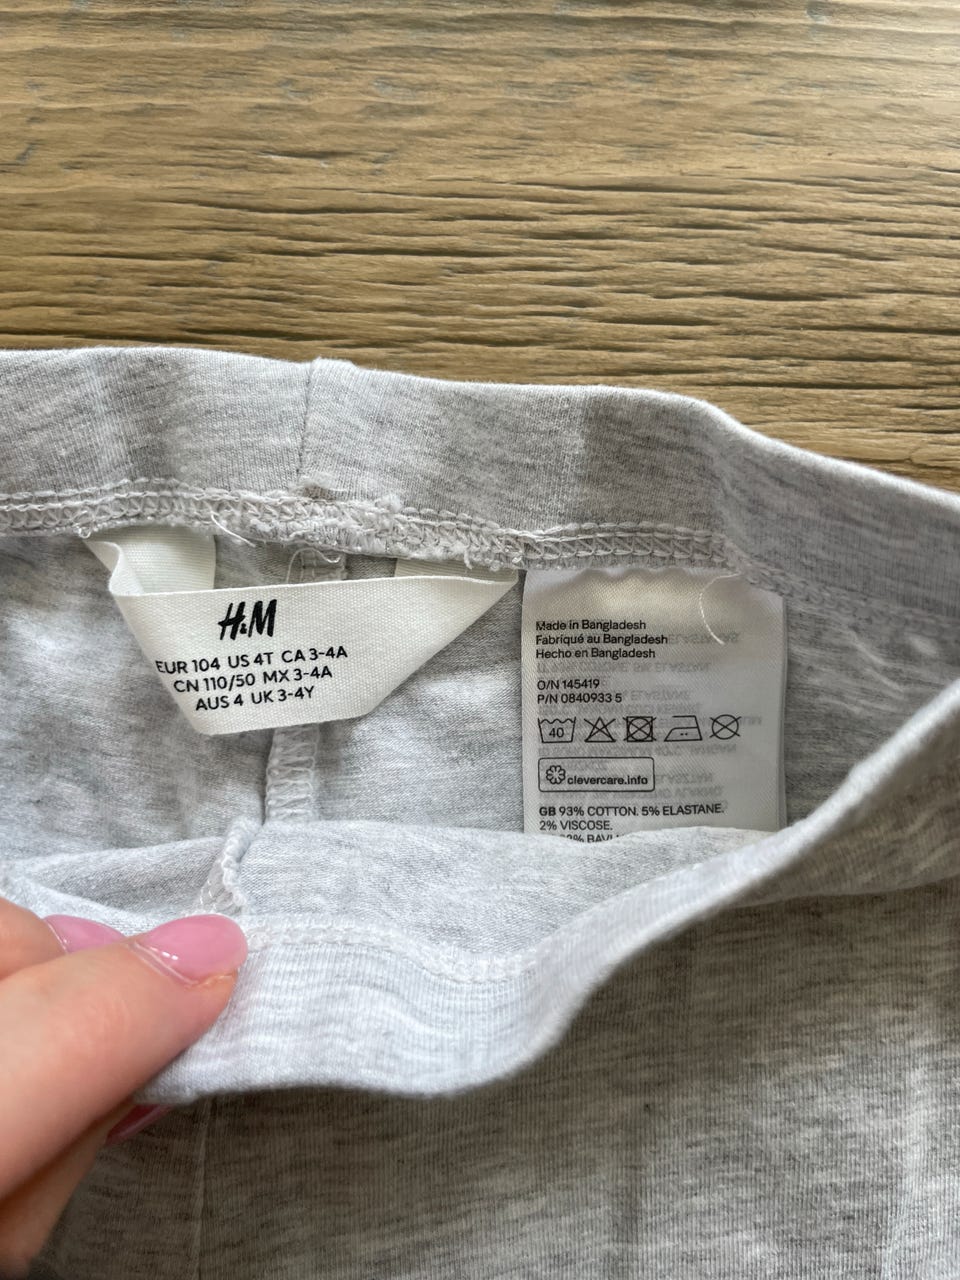 H&M
EUR 104 US 4T CA 3-4A
CN 110/50 MX 3-4A
AUS 4 UK 3-4Y
Made in Bangladesh
Fabriqué au Bangladesh
Hecho en Bangladesh
O/N 145419
P/N 0840933 5
40
clevercare.info
GB 93% COTTON. 5% ELASTANE.
2% VISCOSE.